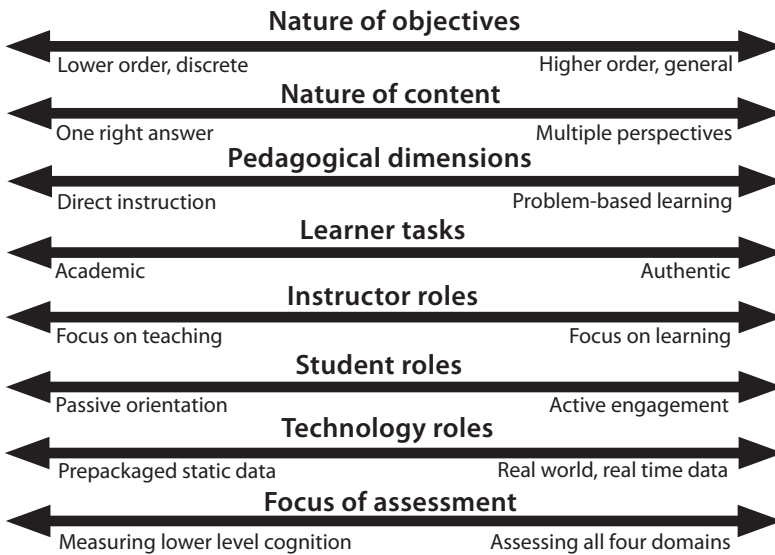 Nature of objectives
Lower order, discrete Higher order, general
Nature of content
One right answer Multiple perspectives
Pedagogical dimensions
Direct instruction Problem-based learning
Learner tasks
Academic Authentic
Instructor roles
Focus on teaching Focus on learning
Student roles
Passive orientation Active engagement
Technology roles
Prepackaged static data Real world, real time data
Focus of assessment
Measuring lower level cognition Assessing all four domains